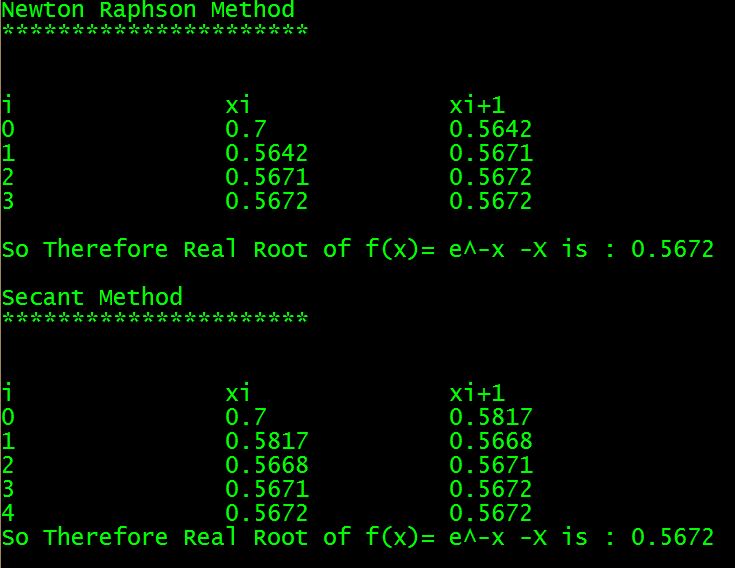 Newton Raphson Method
**********************
i xi xi+1
0 0.7 0.5642
1 0.5642 0.5671
2 0.5671 0.5672
3 0.5672 0.5672
So Therefore Real Root of f(x)= e^-x -X is : 0.5672
Secant Method
**********************
i xi xi+1
0 0.7 0.5817
1 0.5817 0.5668
2 0.5668 0.5671
3 0.5671 0.5672
4 0.5672 0.5672
So Therefore Real Root of f(x)= e^-x -X is : 0.5672